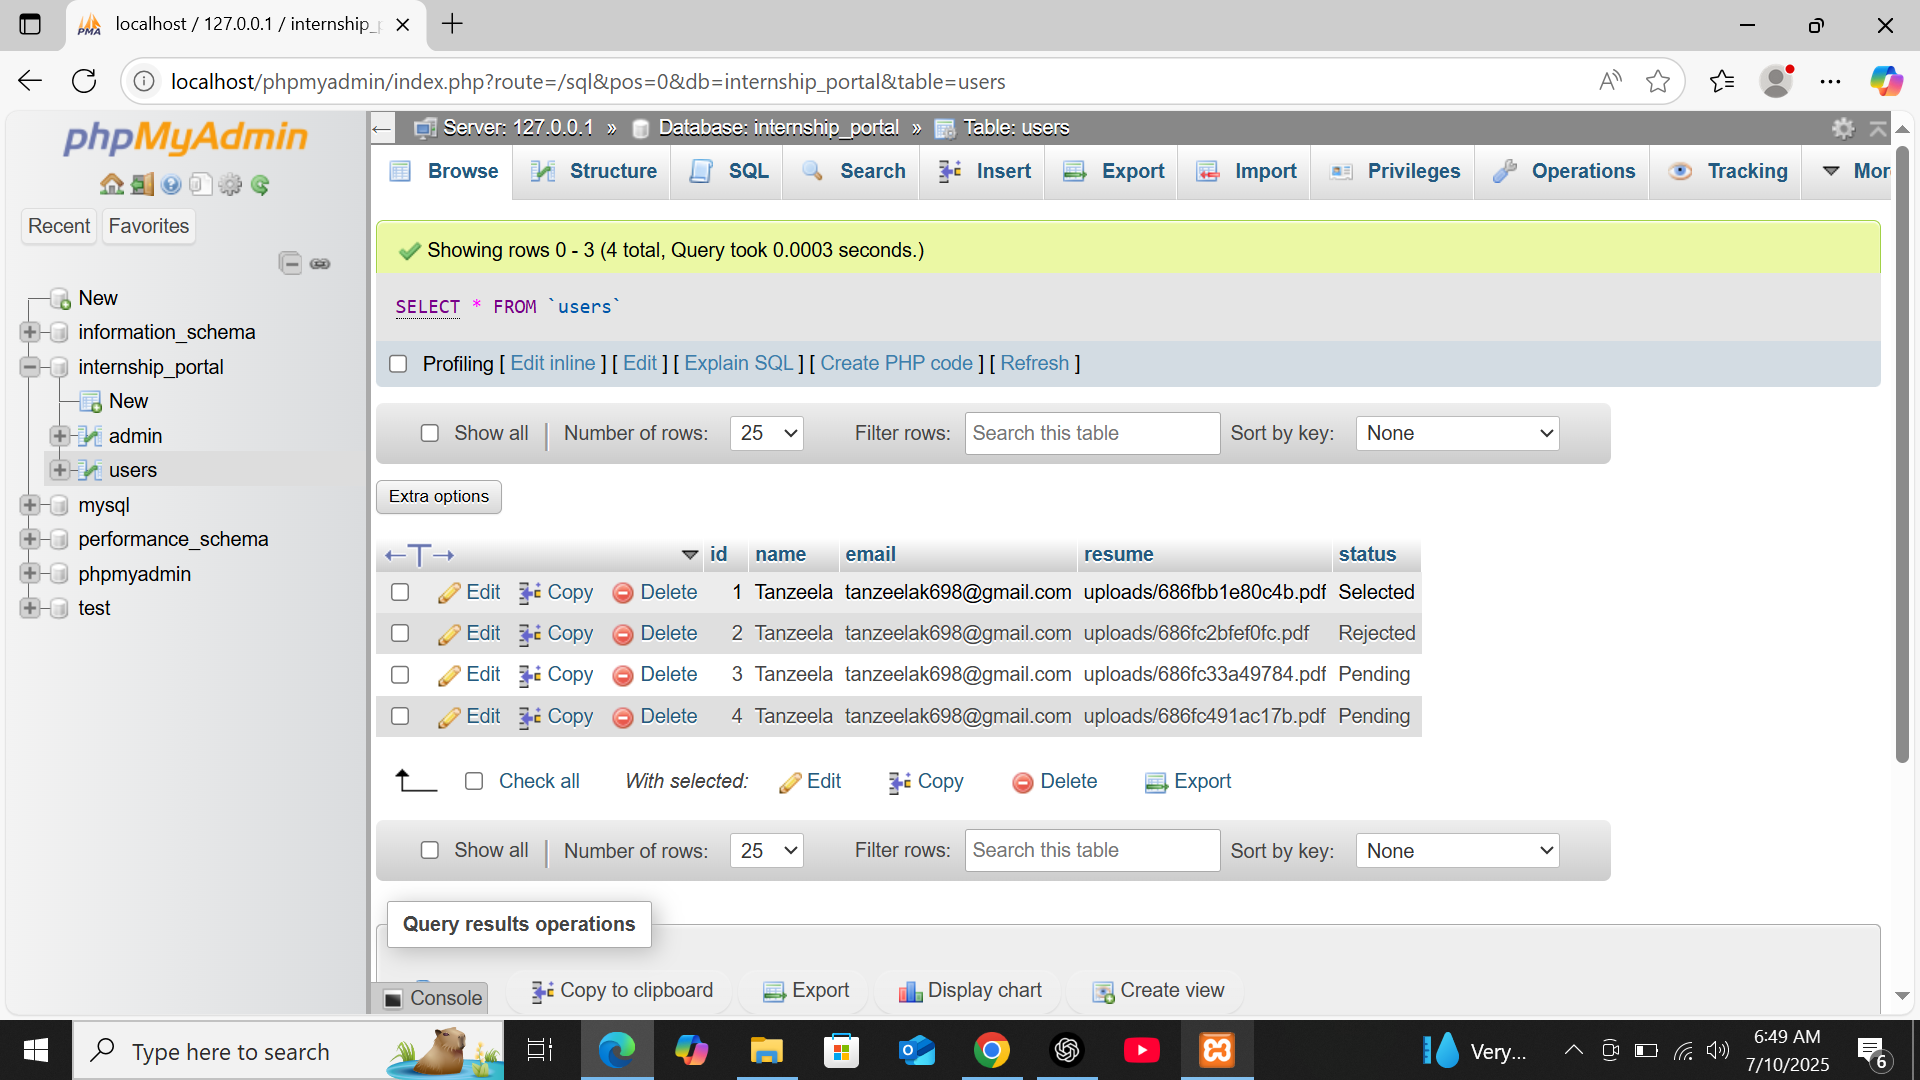 localhost / 127.0.0.1 / internship_p
localhost/phpmyadmin/index.php?route=/sql&pos=0&db=internship_portal&table=users
phpMyAdmin
Recent Favorites
New
information_schema
internship_portal
New
admin
users
mysql
performance_schema
phpmyadmin
test
Server: 127.0.0.1 » Database: internship_portal » Table: users
Browse Structure SQL Search Insert Export Import Privileges Operations Tracking Mor
Showing rows 0 - 3 (4 total, Query took 0.0003 seconds.)
SELECT * FROM `users`
Profiling [ Edit inline ] [ Edit ] [ Explain SQL ] [ Create PHP code ] [ Refresh ]
Show all | Number of rows: 25 Filter rows: Search this table Sort by key: None
Extra options
←T→ id name email resume status
Edit Copy Delete 1 Tanzeela tanzeelak698@gmail.com uploads/686fbb1e80c4b.pdf Selected
Edit Copy Delete 2 Tanzeela tanzeelak698@gmail.com uploads/686fc2bfef0fc.pdf Rejected
Edit Copy Delete 3 Tanzeela tanzeelak698@gmail.com uploads/686fc33a49784.pdf Pending
Edit Copy Delete 4 Tanzeela tanzeelak698@gmail.com uploads/686fc491ac17b.pdf Pending
Check all With selected: Edit Copy Delete Export
Show all | Number of rows: 25 Filter rows: Search this table Sort by key: None
Query results operations
Console Copy to clipboard Export Display chart Create view
Type here to search
Very...
6:49 AM
7/10/2025
6